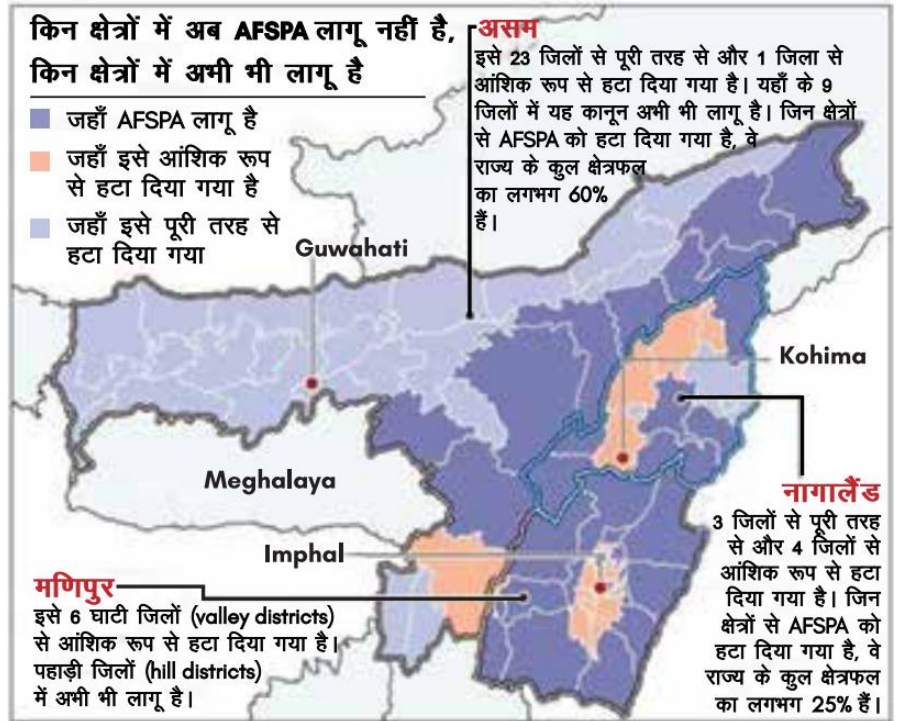 किन क्षेत्रों में अब AFSPA लागू नहीं है,
किन क्षेत्रों में अभी भी लागू है
जहाँ AFSPA लागू है
जहाँ इसे आंशिक रूप
से हटा दिया गया है
जहाँ इसे पूरी तरह से
हटा दिया गया
असम
इसे 23 जिलों से पूरी तरह से और 1 जिला से
आंशिक रूप से हटा दिया गया है। यहाँ के 9
जिलों में यह कानून अभी भी लागू है। जिन क्षेत्रों
से AFSPA को हटा दिया गया है, वे
राज्य के कुल क्षेत्रफल
का लगभग 60%
हैं।
Guwahati
Kohima
Meghalaya
Imphal
नागालैंड
3 जिलों से पूरी तरह
से और 4 जिलों से
आंशिक रूप से हटा
दिया गया है। जिन
क्षेत्रों से AFSPA को
हटा दिया गया है, वे
राज्य के कुल क्षेत्रफल
का लगभग 25% हैं।
मणिपुर
इसे 6 घाटी जिलों (valley districts)
से आंशिक रूप से हटा दिया गया है।
पहाड़ी जिलों (hill districts)
में अभी भी लागू है।